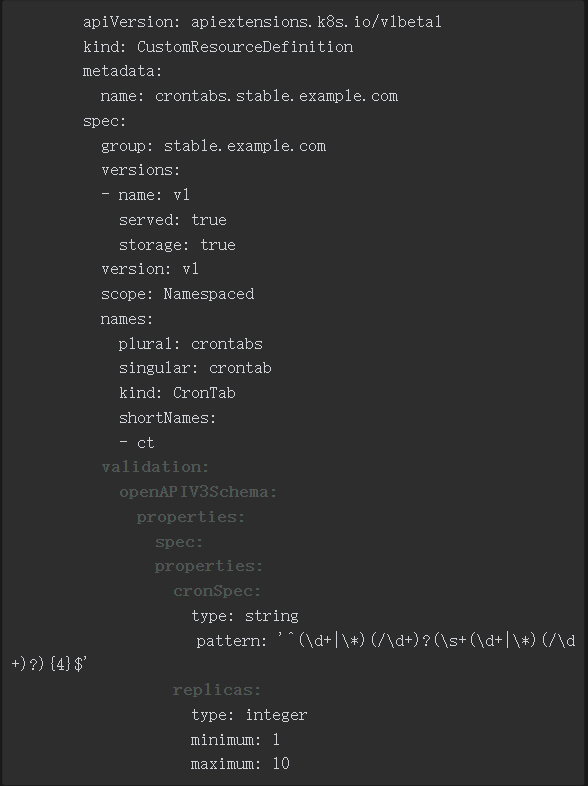 apiVersion: apiextensions.k8s.io/v1beta1
kind: CustomResourceDefinition
metadata:
  name: crontabs.stable.example.com
spec:
  group: stable.example.com
  versions:
  - name: v1
    served: true
    storage: true
  version: v1
  scope: Namespaced
  names:
    plural: crontabs
    singular: crontab
    kind: CronTab
    shortNames:
    - ct
  validation:
    openAPIV3Schema:
      properties:
        spec:
        properties:
          cronSpec:
            type: string
            pattern: '^(\d+|\*)(/\d+)?(\s+(\d+|\*)(/\d
+)?){4}$'
          replicas:
            type: integer
            minimum: 1
            maximum: 10